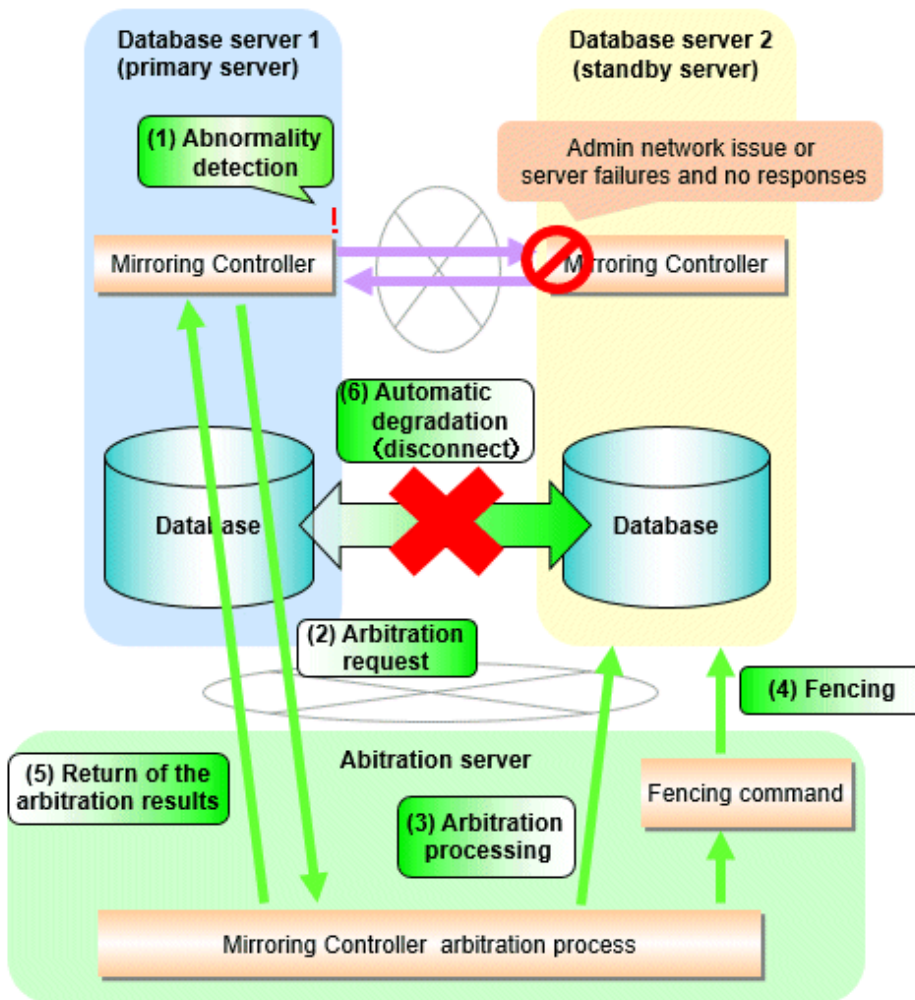 Database server 1
(primary server)
Database server 2
(standby server)
(1) Abnormality
detection
Admin network issue or
server failures and no responses
!
Mirroring Controller
Mirroring Controller
(6) Automatic
degradation
(disconnect)
Database
Database
(2) Arbitration
request
(4) Fencing
Abitration server
(5) Return of the
arbitration results
Fencing command
(3) Arbitration
processing
Mirroring Controller arbitration process